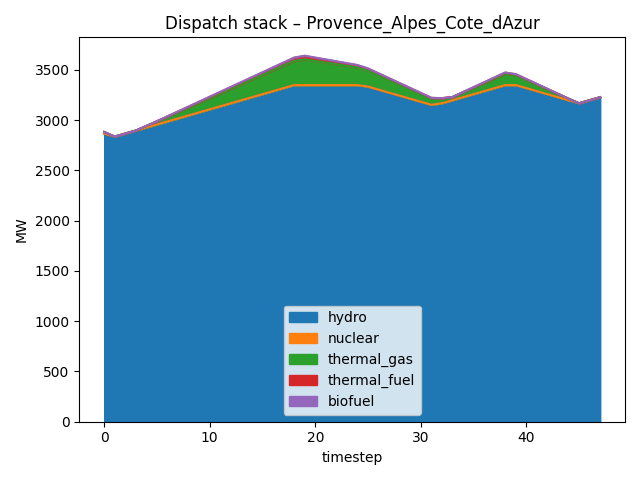 Dispatch stack – Provence_Alpes_Cote_dAzur
MW
3500
3000
2500
2000
1500
1000
500
0
hydro
nuclear
thermal_gas
thermal_fuel
biofuel
0 10 20 30 40
timestep